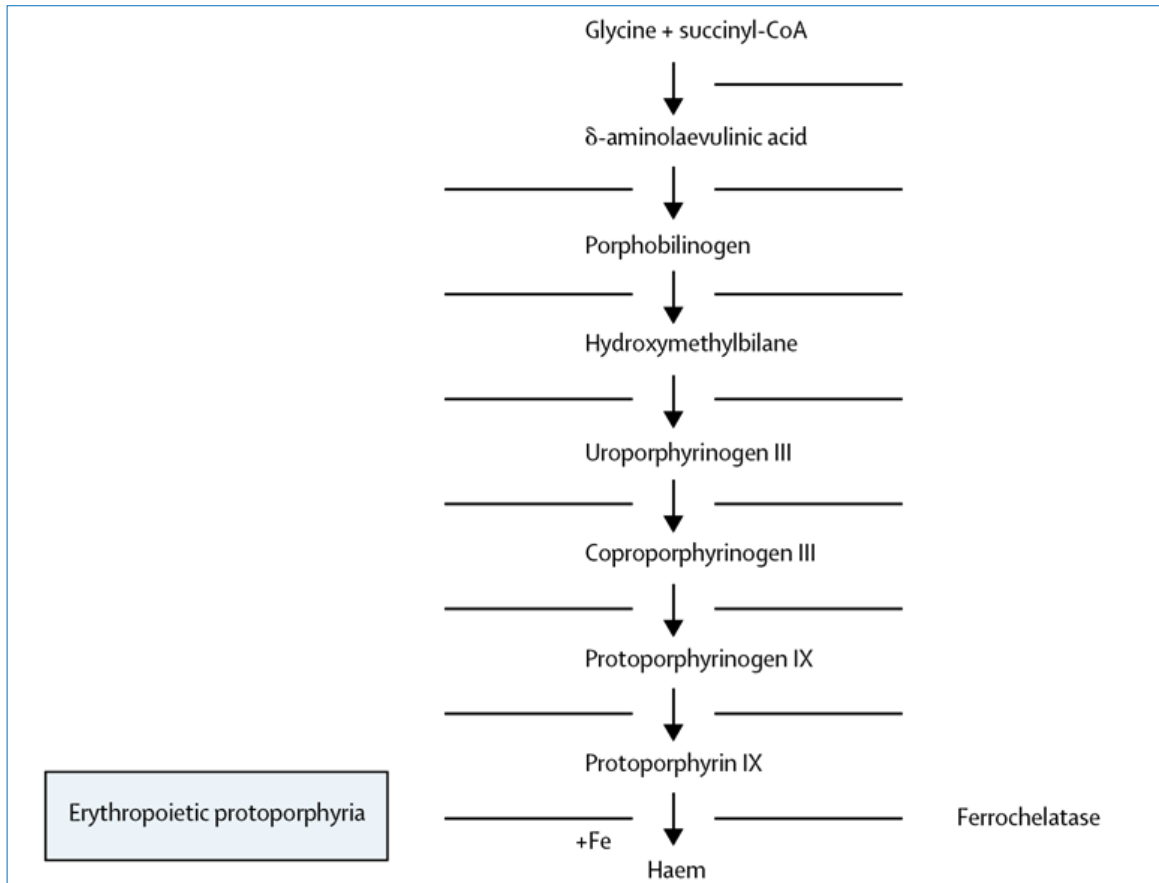 Glycine + succinyl-CoA
δ-aminolaevulinic acid
Porphobilinogen
Hydroxymethylbilane
Uroporphyrinogen III
Coproporphyrinogen III
Protoporphyrinogen IX
Protoporphyrin IX
Erythropoietic protoporphyria
Ferrochelatase
+Fe
Haem